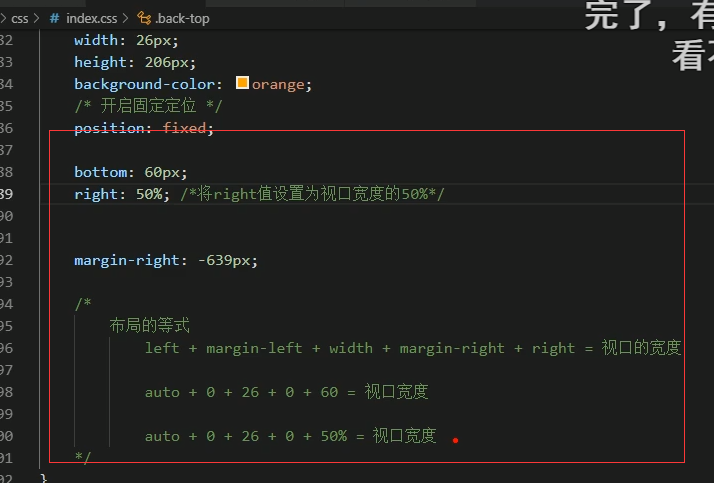 完了，有
看不
css > # index.css > .back-top
32 width: 26px;
33 height: 206px;
34 background-color: orange;
35 /* 开启固定定位 */
36 position: fixed;
37
38 bottom: 60px;
39 right: 50%; /*将right值设置为视口宽度的50%*/
90
91
92 margin-right: -639px;
93
94 /*
95 布局的等式
96 left + margin-left + width + margin-right + right = 视口的宽度
97
98 auto + 0 + 26 + 0 + 60 = 视口宽度
99
00 auto + 0 + 26 + 0 + 50% = 视口宽度
01 */
02 }